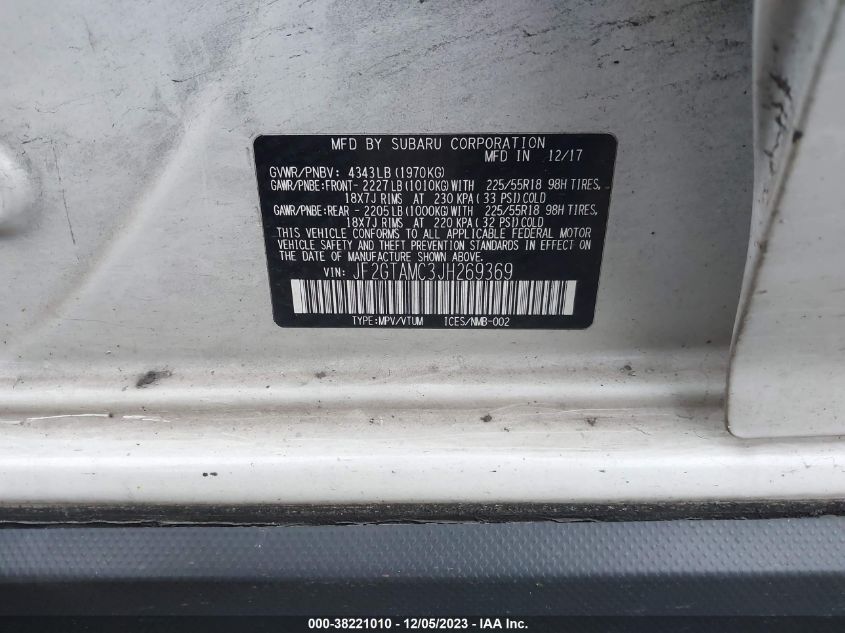 MFD BY SUBARU CORPORATION
MFD IN 12/17
GVWR/PNBV: 4343LB (1970KG)
GAWR/PNBE:FRONT- 2227LB (1010KG)WITH 225/55R18 98H TIRES,
18X7J RIMS AT 230 KPA( 33 PSI)COLD
GAWR/PNBE:REAR - 2205LB (1000KG)WITH 225/55R18 98H TIRES,
18X7J RIMS AT 220 KPA( 32 PSI)COLD
THIS VEHICLE CONFORMS TO ALL APPLICABLE FEDERAL MOTOR
VEHICLE SAFETY AND THEFT PREVENTION STANDARDS IN EFFECT ON
THE DATE OF MANUFACTURE SHOWN ABOVE.
VIN: JF2GTAMC3JH269369
TYPE:MPV/VTUM ICES/NMB-002
000-38221010 - 12/05/2023 - IAA Inc.